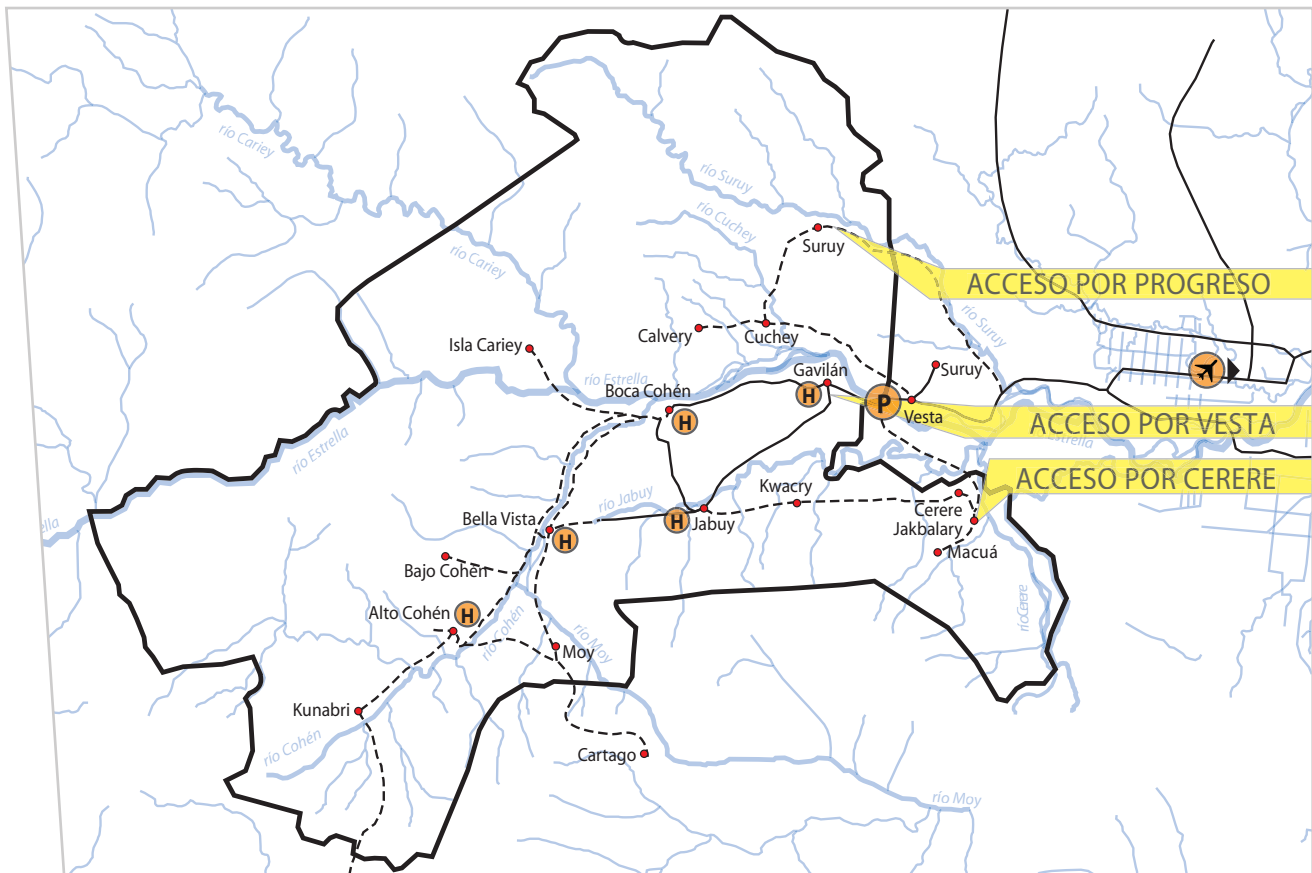 río Cariey
río Suruy
río Cuchey
Suruy
río Cariey
ACCESO POR PROGRESO
río Suruy
Calvery
Cuchey
Isla Cariey
Gavilán
Suruy
río Estrella
Boca Cohén
H
P
Vesta
H
ACCESO POR VESTA
Estrella
río Estrella
ACCESO POR CERERE
Kwacry
río Jabuy
Cerere
Bella Vista
H
Jabuy
Jakbalary
ella
H
Macuá
Bajo Cohén
Alto Cohén
H
río Cohén
río Moy
río Cerere
Moy
Kunabri
río Cohén
Cartago
río Moy